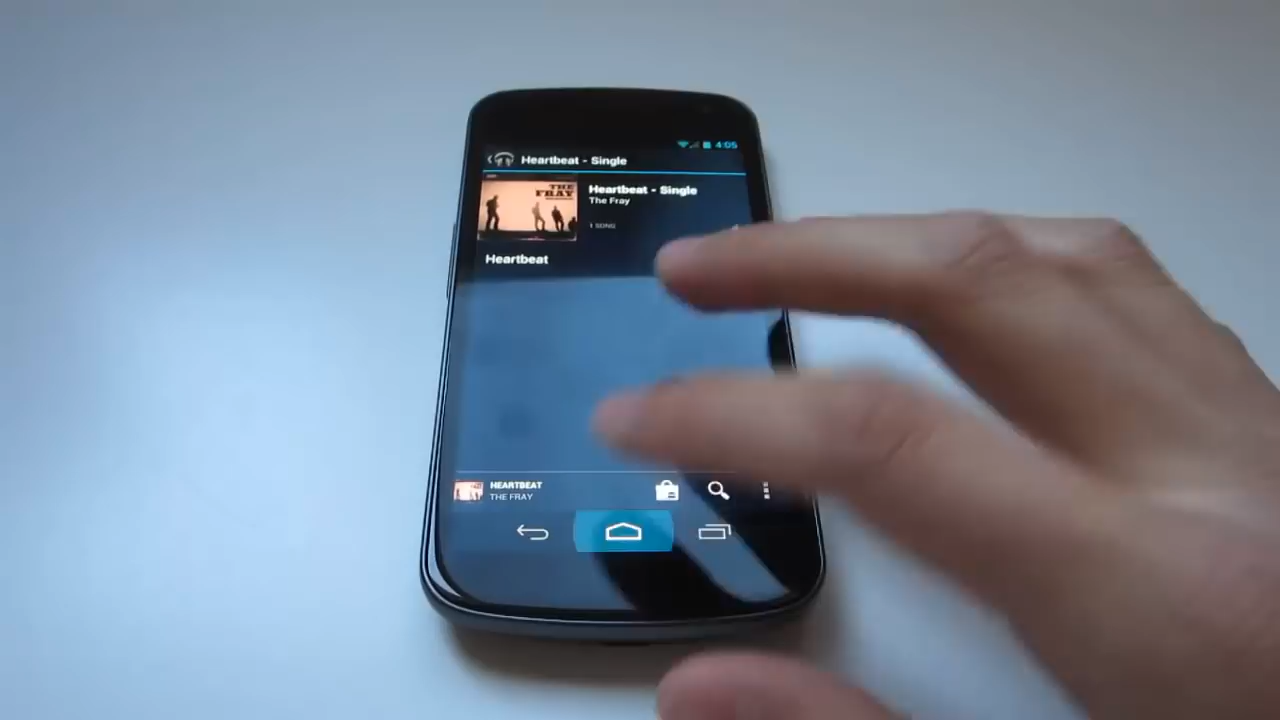 4:05
Heartbeat - Single
THE
FRAY
Heartbeat - Single
The Fray
1 SONG
Heartbeat
HEARTBEAT
THE FRAY